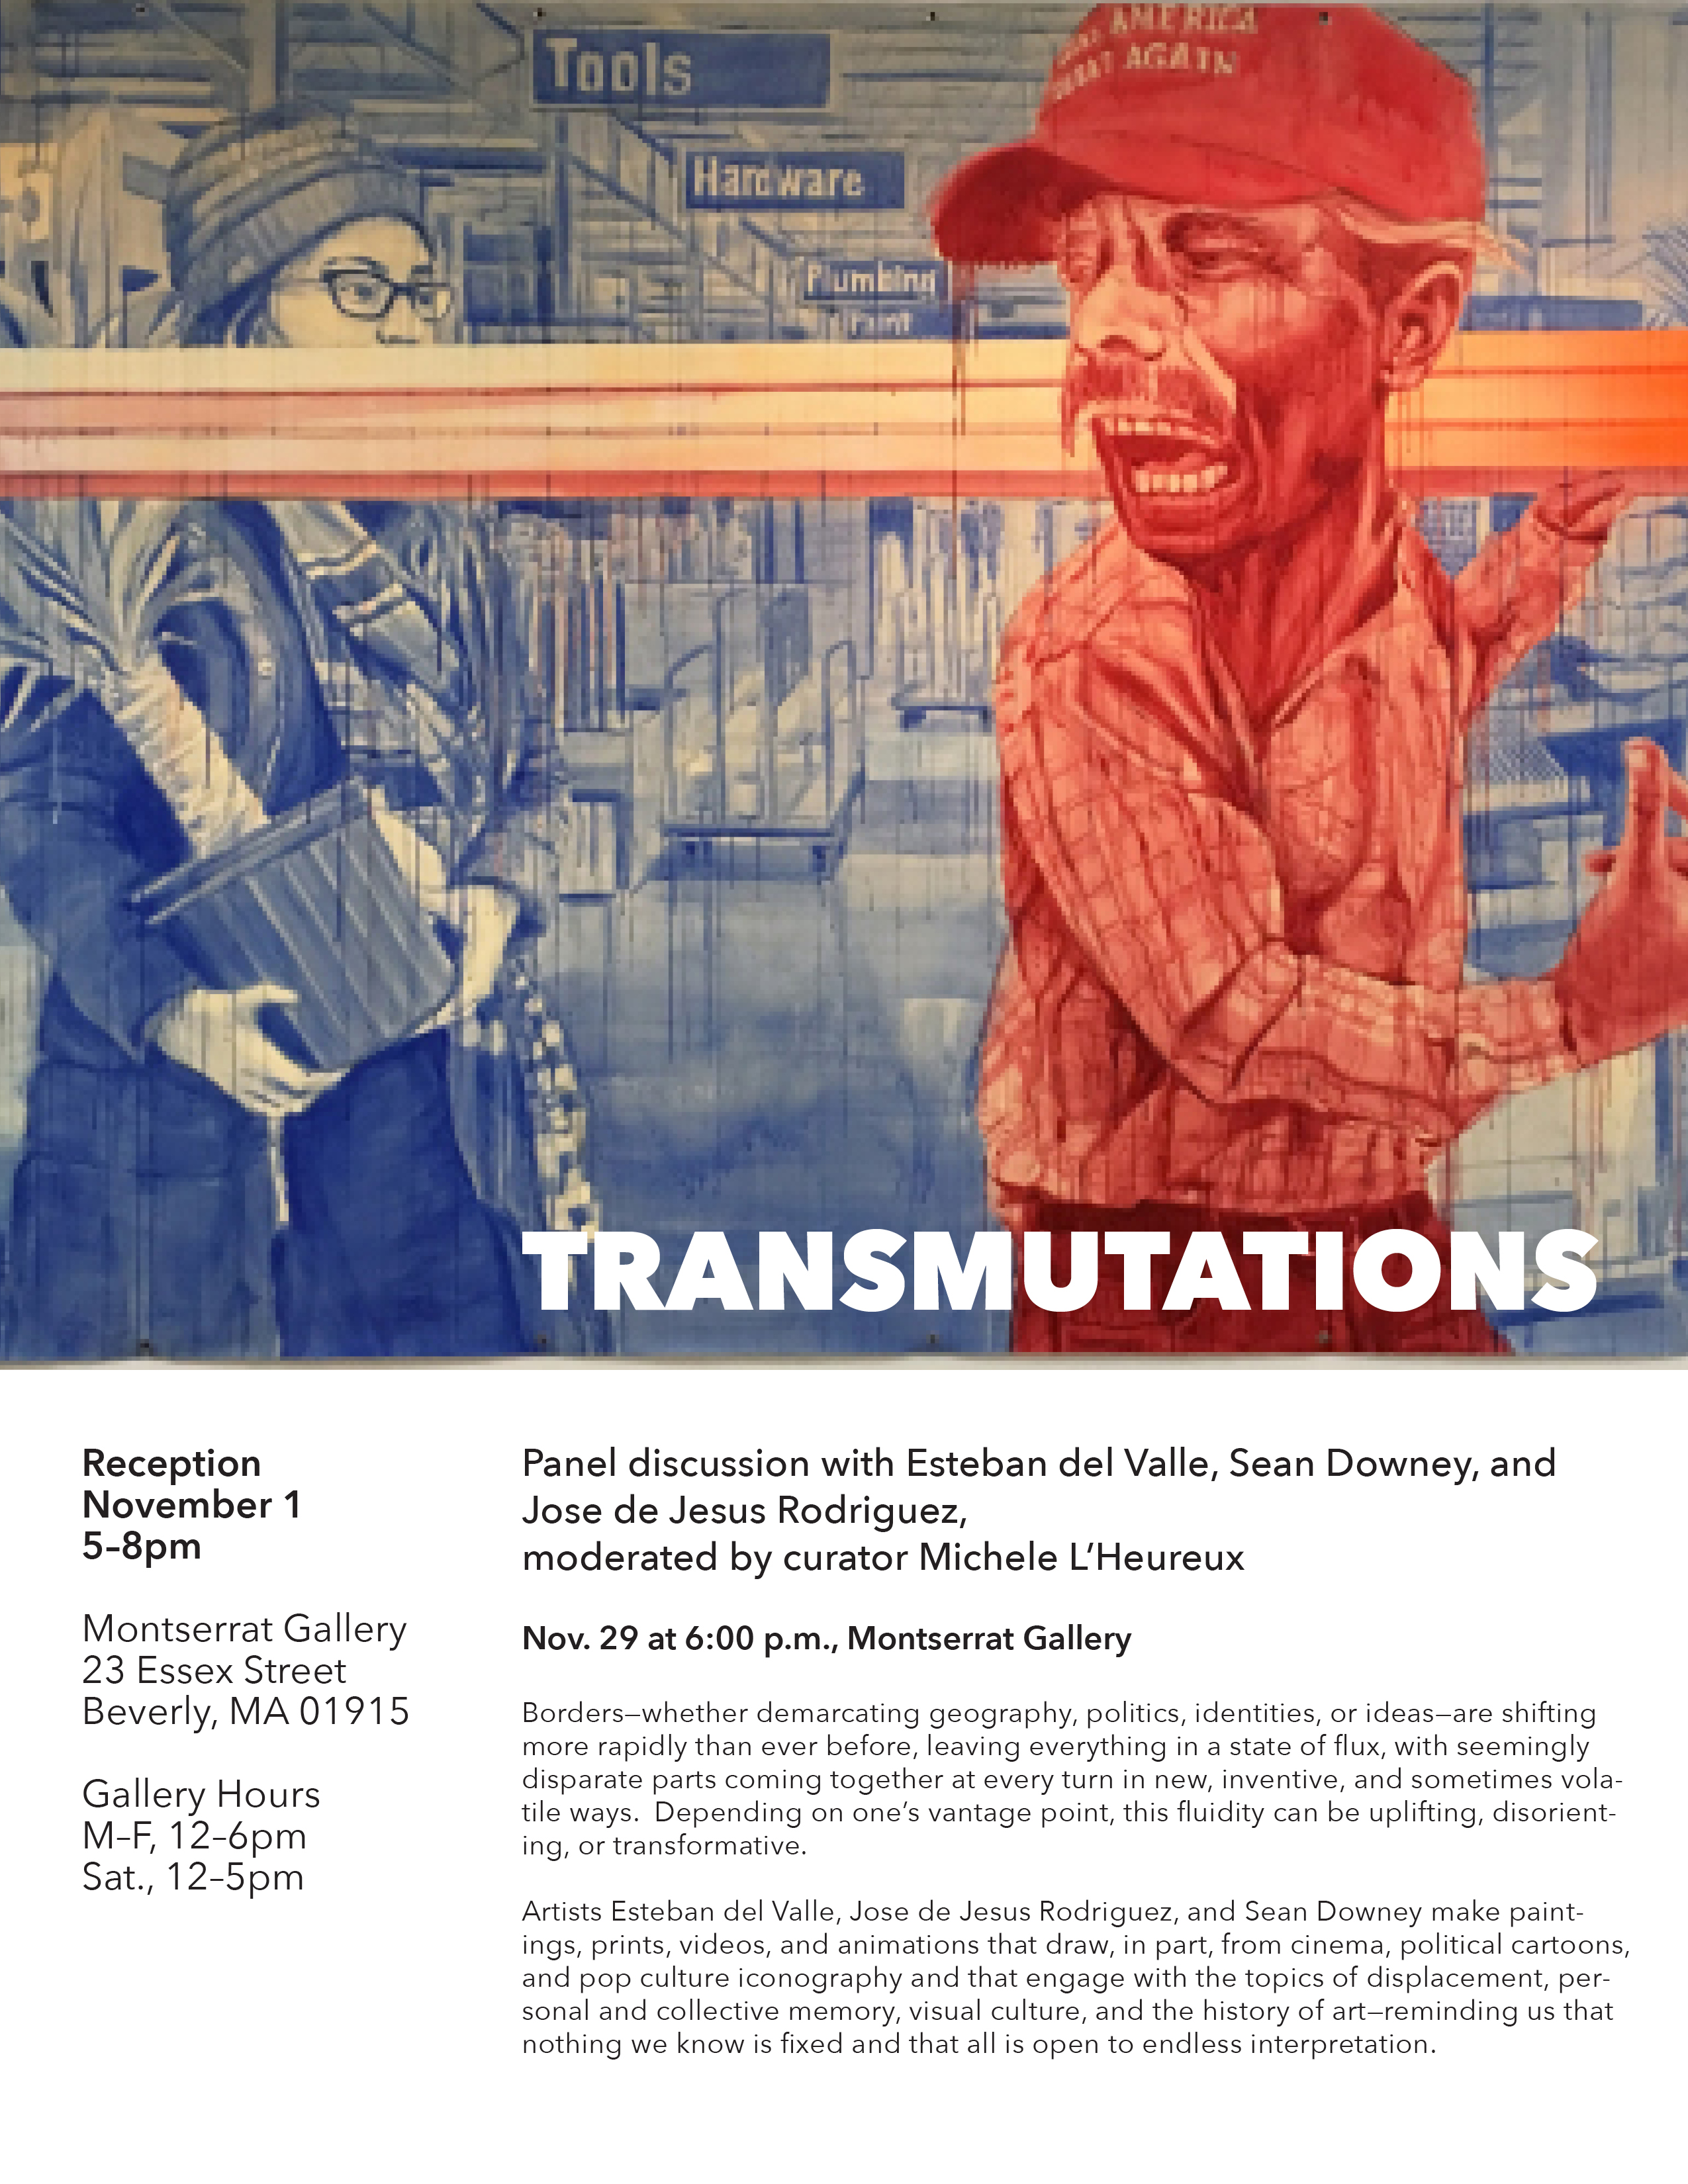 Tools
Hardware
Plumbing
Paint
AMERICA
GREAT AGAIN
TRANSMUTATIONS
Reception
November 1
5–8pm
Montserrat Gallery
23 Essex Street
Beverly, MA 01915
Gallery Hours
M–F, 12–6pm
Sat., 12–5pm
Panel discussion with Esteban del Valle, Sean Downey, and
Jose de Jesus Rodriguez,
moderated by curator Michele L’Heureux
Nov. 29 at 6:00 p.m., Montserrat Gallery
Borders—whether demarcating geography, politics, identities, or ideas—are shifting
more rapidly than ever before, leaving everything in a state of flux, with seemingly
disparate parts coming together at every turn in new, inventive, and sometimes vola-
tile ways.  Depending on one’s vantage point, this fluidity can be uplifting, disorient-
ing, or transformative.
Artists Esteban del Valle, Jose de Jesus Rodriguez, and Sean Downey make paint-
ings, prints, videos, and animations that draw, in part, from cinema, political cartoons,
and pop culture iconography and that engage with the topics of displacement, per-
sonal and collective memory, visual culture, and the history of art—reminding us that
nothing we know is fixed and that all is open to endless interpretation.